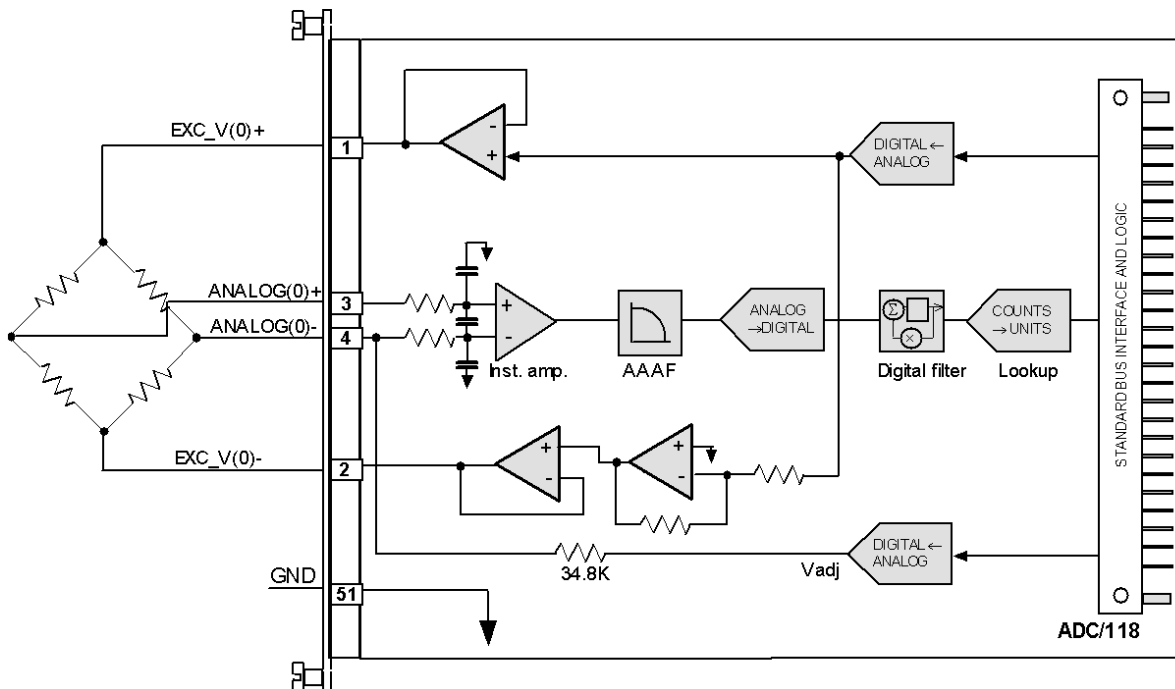 EXC_V(0)+
1
-
+
DIGITAL←
ANALOG
ANALOG(0)+
3
ANALOG(0)-
4
+
-
Inst. amp.
AAAF
ANALOG
→DIGITAL
Σ
×
Digital filter
COUNTS
→UNITS
Lookup
STANDARD BUS INTERFACE AND LOGIC
EXC_V(0)-
2
+
-
+
-
34.8K
Vadj
DIGITAL←
ANALOG
GND
51
ADC/118